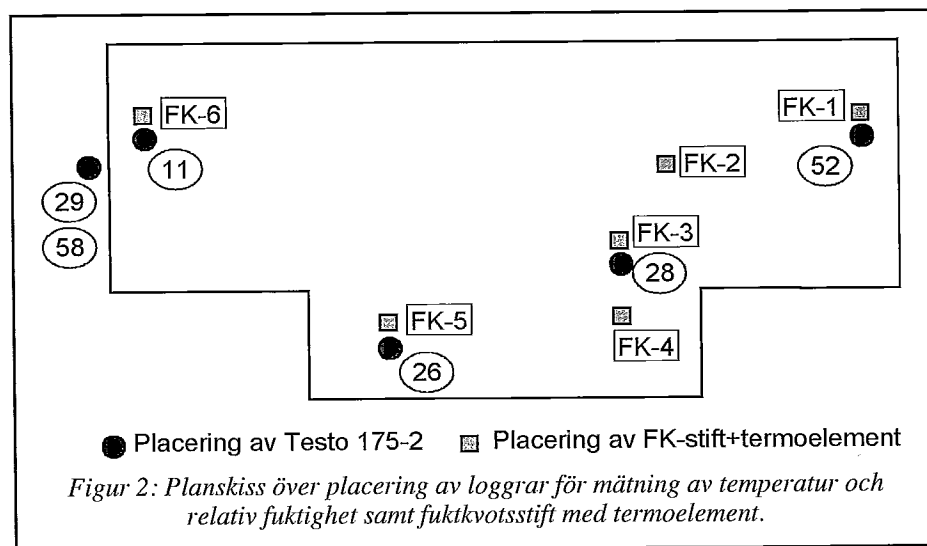 FK-6
FK-1
11
52
FK-2
29
58
FK-3
28
FK-5
FK-4
26
Placering av Testo 175-2
Placering av FK-stift+termoelement
Figur 2: Planskiss över placering av loggrar för mätning av temperatur och
relativ fuktighet samt fuktkvotsstift med termoelement.